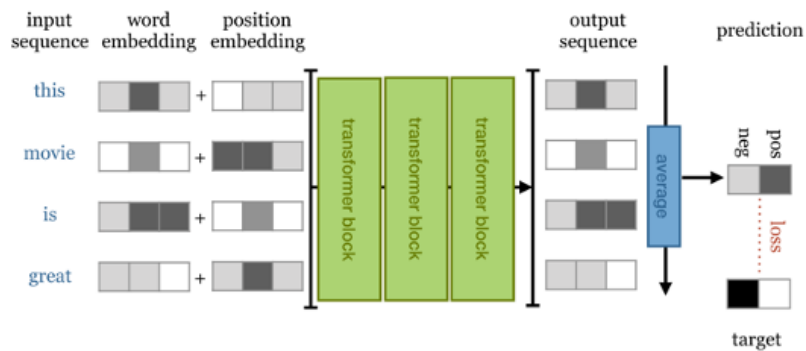 input
sequence
word
embedding
position
embedding
output
sequence
prediction
this
+
movie
+
is
+
great
+
transformer block
transformer block
transformer block
average
neg
pos
loss
target